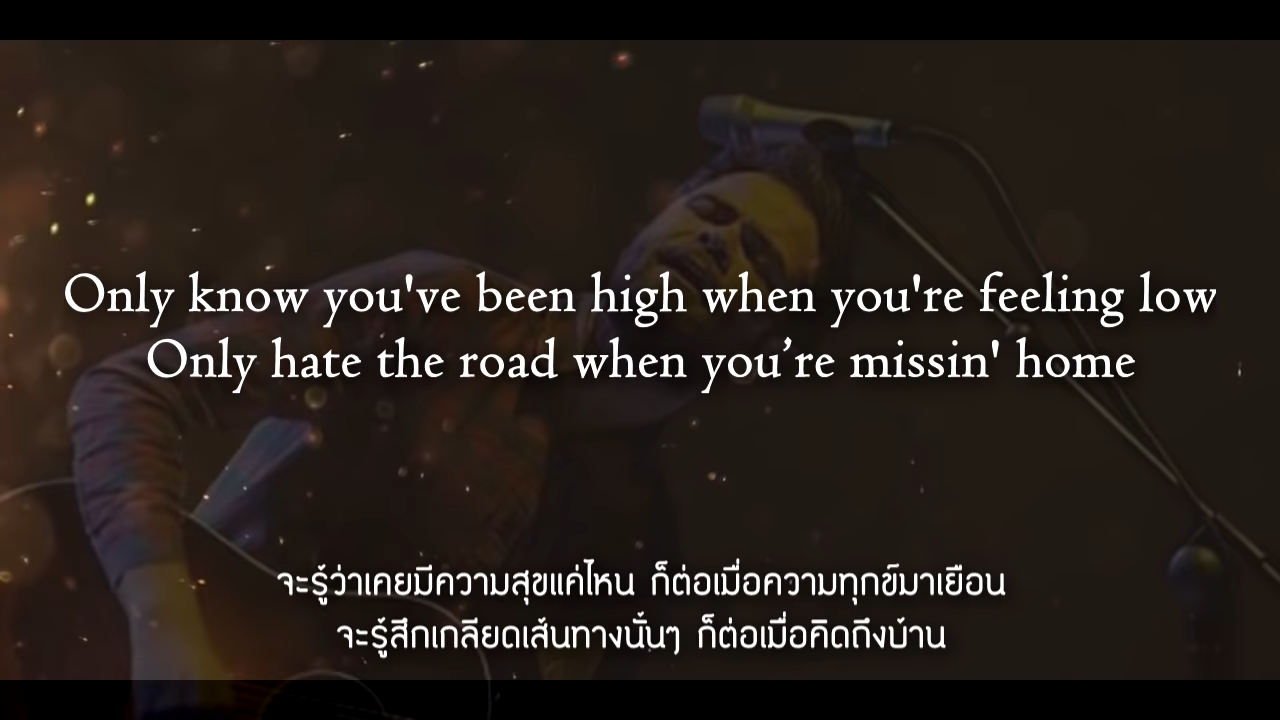 Only know you've been high when you're feeling low
Only hate the road when you’re missin' home
จะรู้ว่าเคยมีความสุขแค่ไหน ก็ต่อเมื่อความทุกข์มาเยือน
จะรู้สึกเกลียดเส้นทางนั้นๆ ก็ต่อเมื่อคิดถึงบ้าน